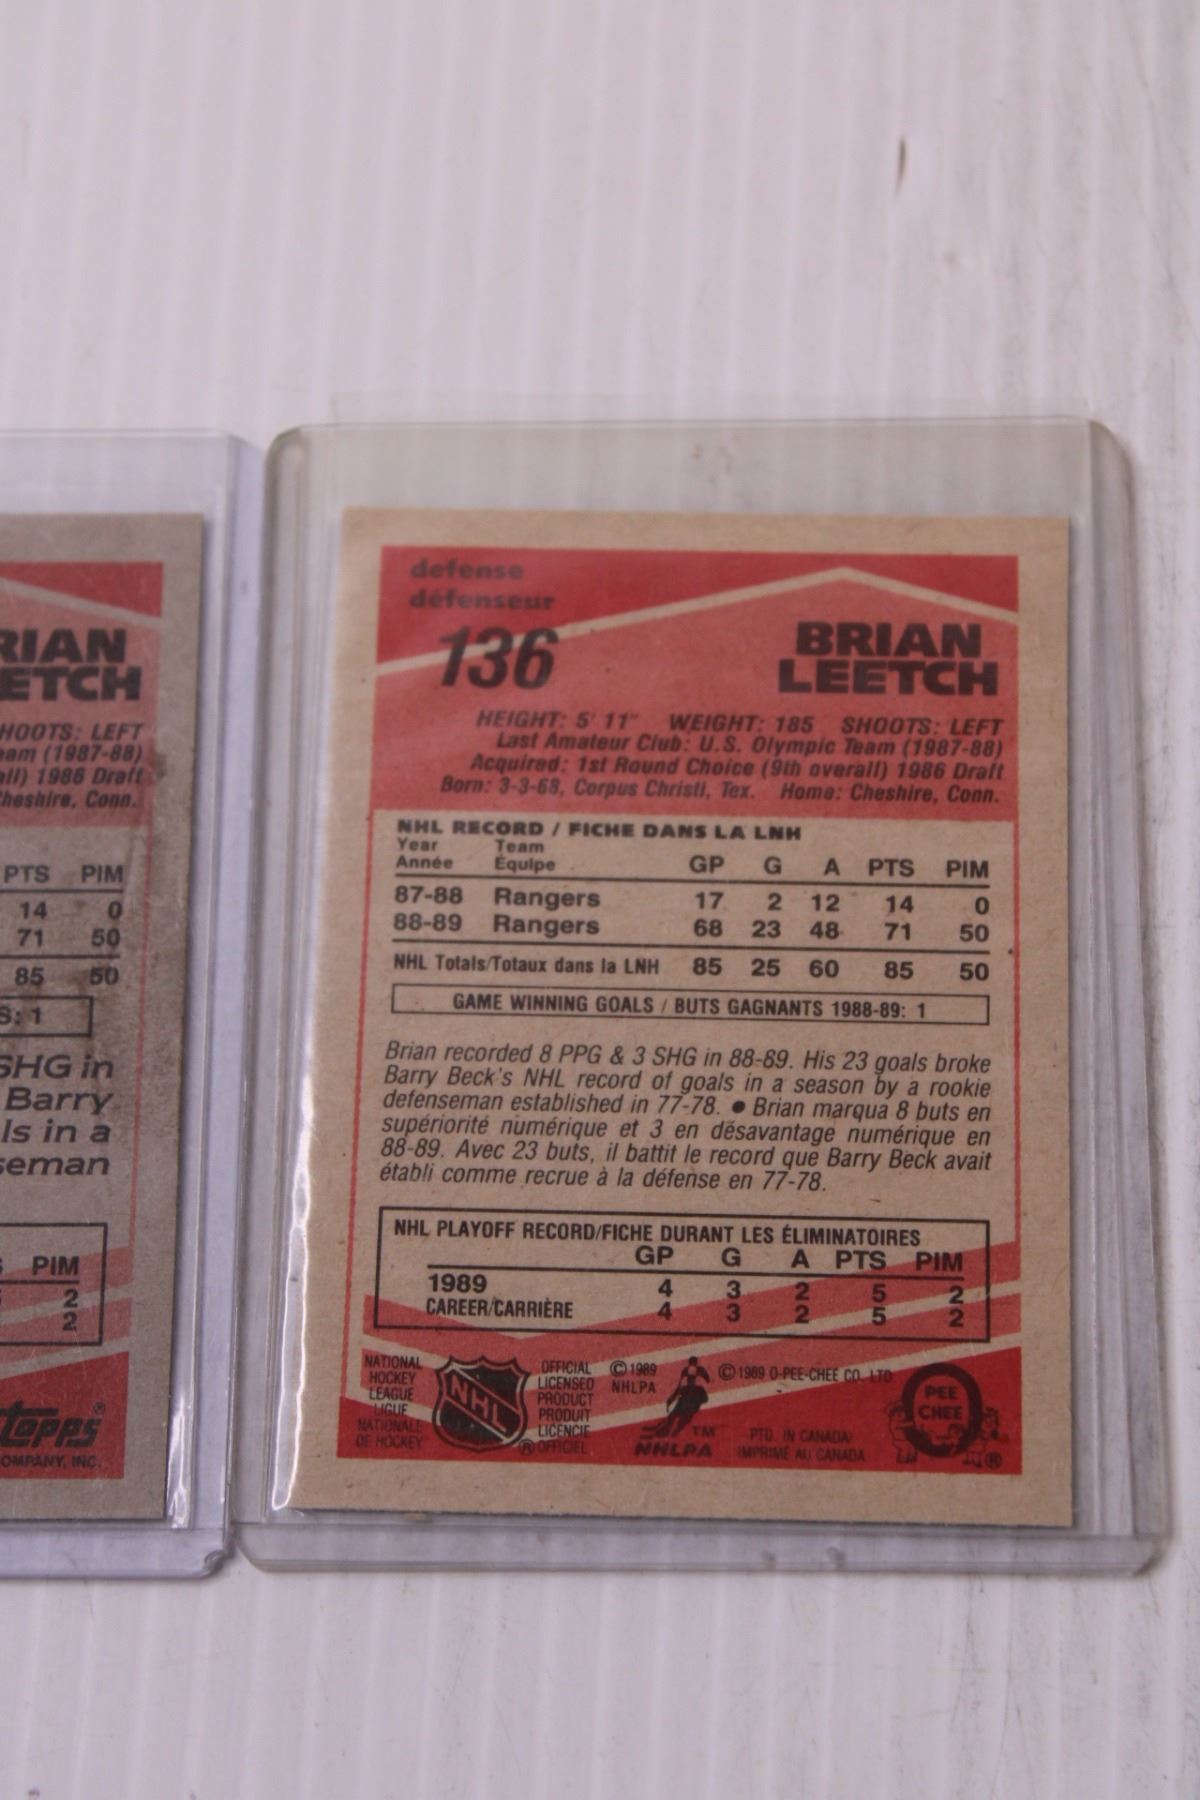 RIAN
ETCH
HOOTS: LEFT
eam (1987-88)
all) 1986 Draft
Cheshire, Conn.
PTS PIM
14 0
71 50
85 50
S: 1
SHG in
Barry
ls in a
seman
PIM
2
2
topps®
OMPANY, INC.
defense
défenseur
136
BRIAN
LEETCH
HEIGHT: 5' 11" WEIGHT: 185 SHOOTS: LEFT
Last Amateur Club: U.S. Olympic Team (1987-88)
Acquired: 1st Round Choice (9th overall) 1986 Draft
Born: 3-3-68, Corpus Christi, Tex. Home: Cheshire, Conn.
NHL RECORD / FICHE DANS LA LNH
Year Team
Année Équipe GP G A PTS PIM
87-88 Rangers 17 2 12 14 0
88-89 Rangers 68 23 48 71 50
NHL Totals/Totaux dans la LNH 85 25 60 85 50
GAME WINNING GOALS / BUTS GAGNANTS 1988-89: 1
Brian recorded 8 PPG & 3 SHG in 88-89. His 23 goals broke
Barry Beck's NHL record of goals in a season by a rookie
defenseman established in 77-78. ● Brian marqua 8 buts en
supériorité numérique et 3 en désavantage numérique en
88-89. Avec 23 buts, il battit le record que Barry Beck avait
établi comme recrue à la défense en 77-78.
NHL PLAYOFF RECORD/FICHE DURANT LES ÉLIMINATOIRES
GP G A PTS PIM
1989 4 3 2 5 2
CAREER/CARRIÈRE 4 3 2 5 2
NATIONAL
HOCKEY
LEAGUE
LIGUE
NATIONALE
DE HOCKEY
NHL
®
OFFICIAL
LICENSED
PRODUCT
PRODUIT
LICENCIÉ
OFFICIEL
© 1989
NHLPA
TM
NHLPA
© 1989 O-PEE-CHEE CO. LTD
PTD. IN CANADA
IMPRIMÉ AU CANADA
O
PEE
CHEE
®